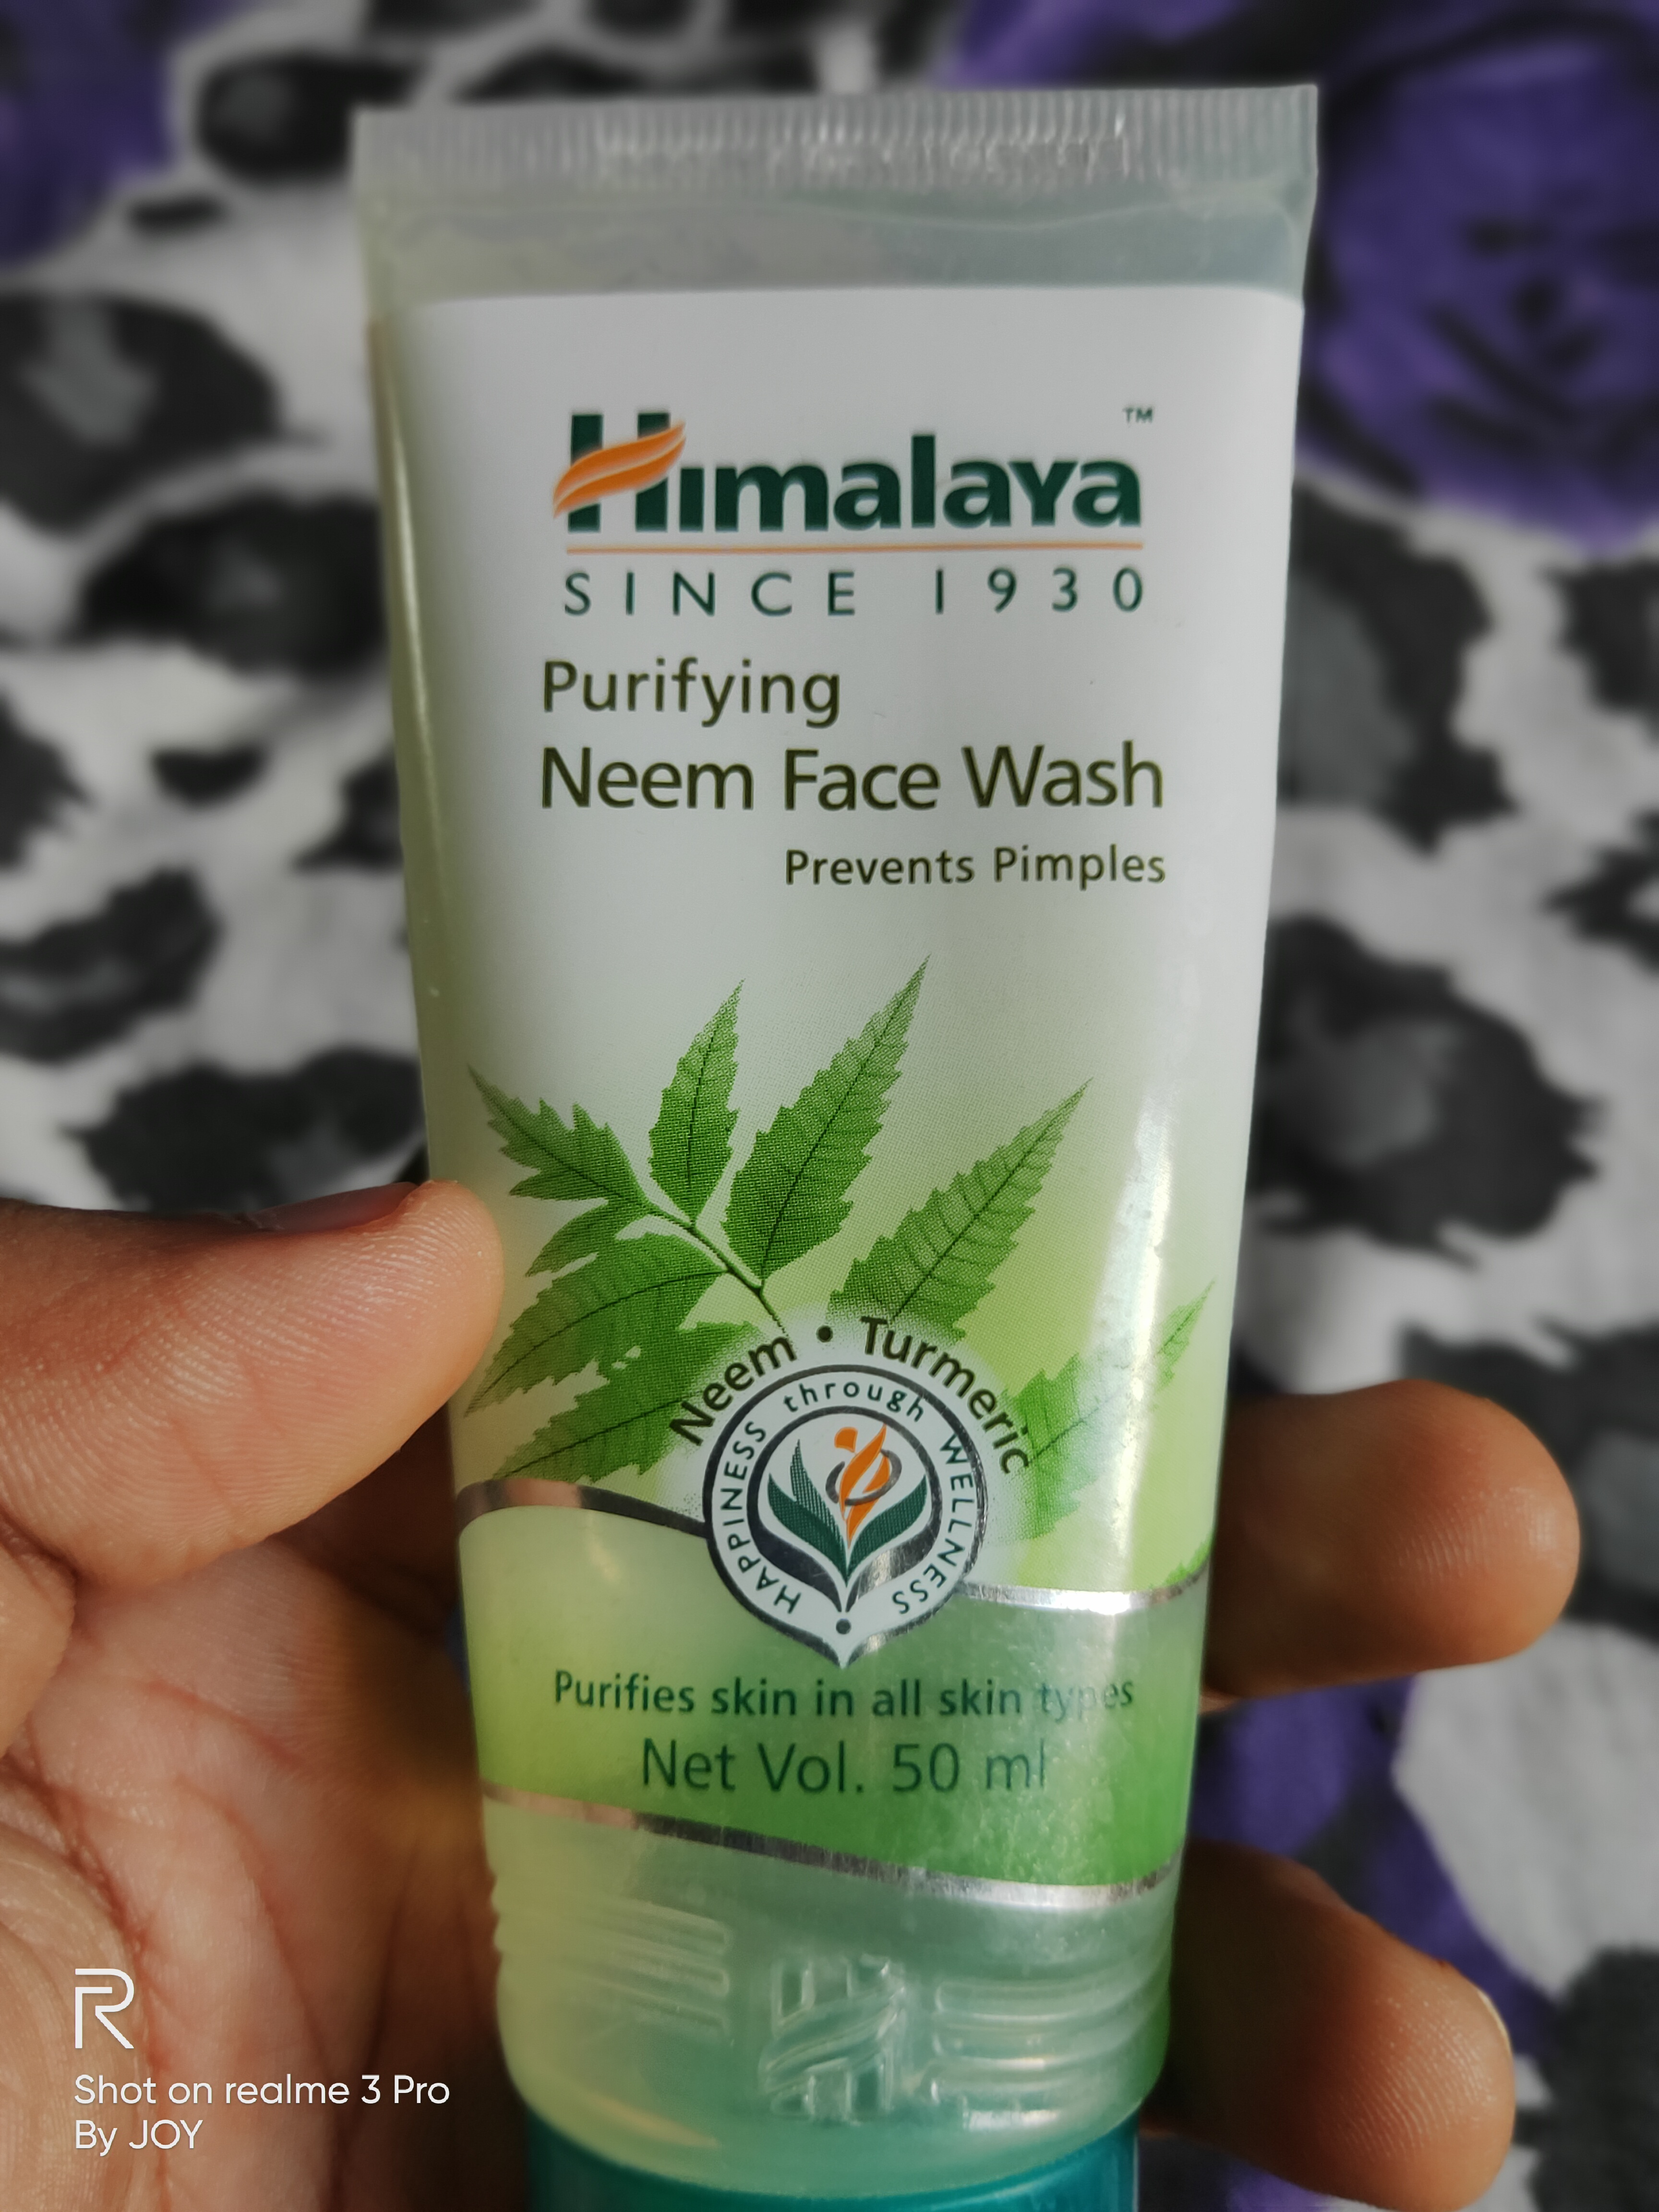 Himalaya™
SINCE 1930
Purifying
Neem Face Wash
Prevents Pimples
Neem • Turmeric
HAPPINESS through WELLNESS
Purifies skin in all skin types
Net Vol. 50 ml
Shot on realme 3 Pro
By JOY